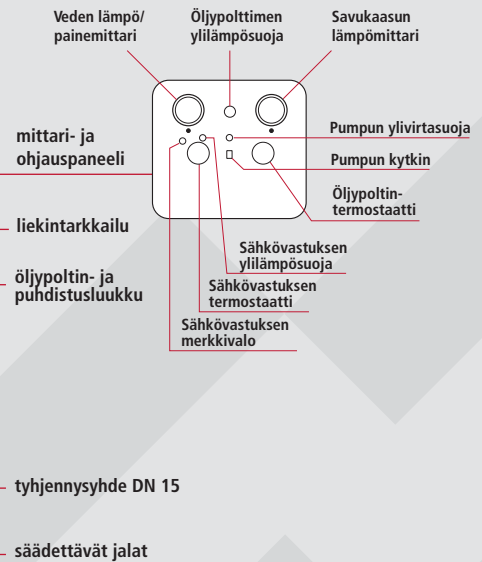 Veden lämpö/
painemittari
Öljypolttimen
ylilämpösuoja
Savukaasun
lämpömittari
mittari- ja
ohjauspaneeli
Pumpun ylivirtasuoja
Pumpun kytkin
Öljypoltin-
termostaatti
liekintarkkailu
Sähkövastuksen
ylilämpösuoja
öljypoltin- ja
puhdistusluukku
Sähkövastuksen
termostaatti
Sähkövastuksen
merkkivalo
tyhjennysyhde DN 15
säädettävät jalat